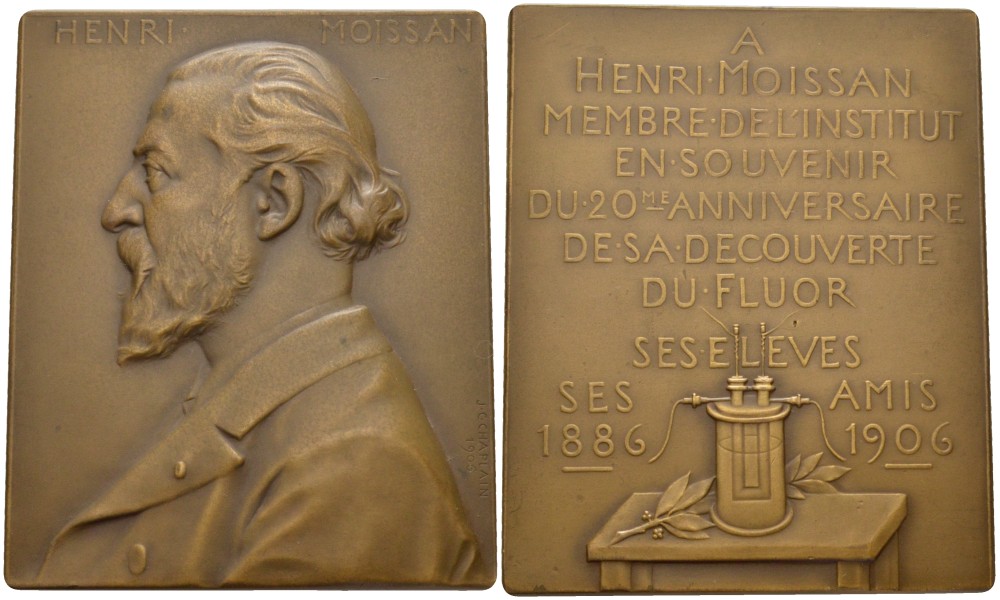 HENRI· MOISSAN
J·C·CHAPLAIN
A
HENRI·MOISSAN
MEMBRE·DE·L'INSTITUT
EN·SOUVENIR
DU·20ME·ANNIVERSAIRE
DE·SA·DECOUVERTE
DU·FLUOR
SES·ELEVES
SES AMIS
1886 1906